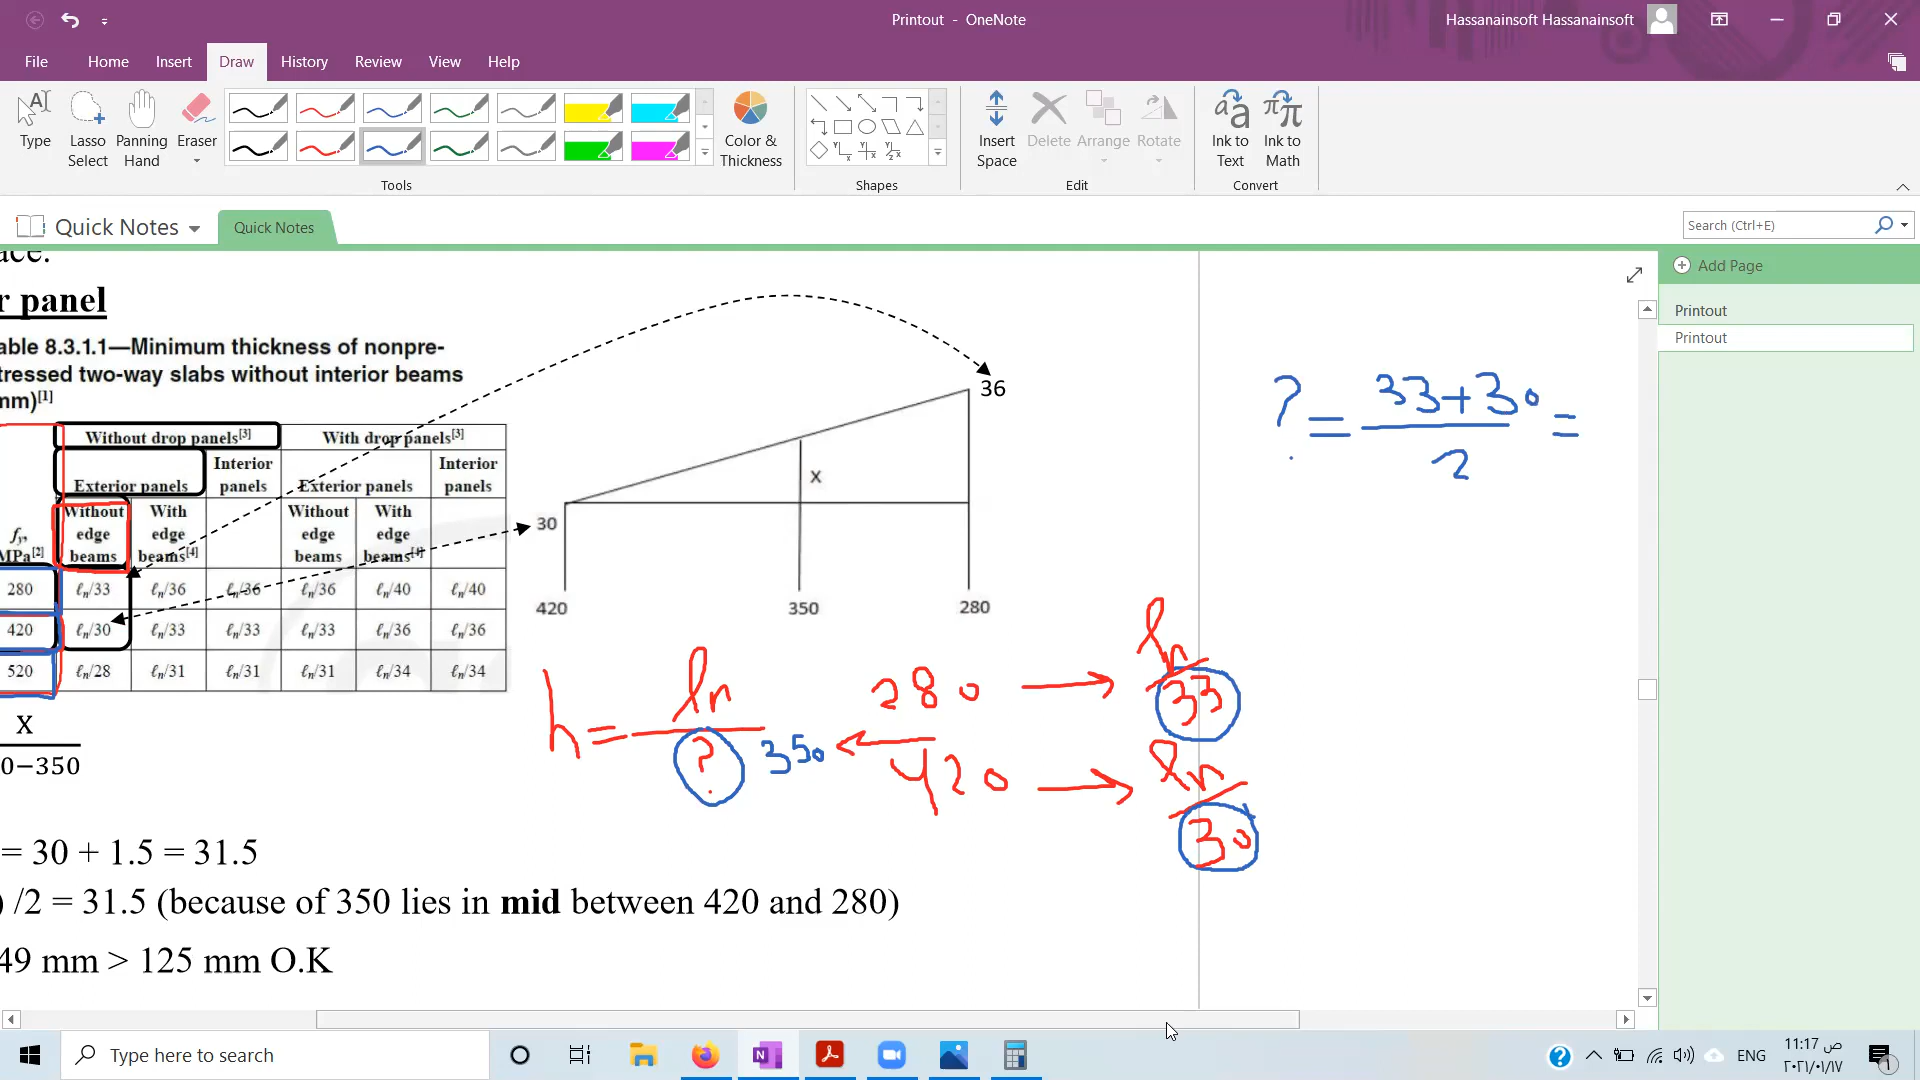 Printout - OneNote
Hassanainsoft Hassanainsoft
File Home Insert Draw History Review View Help
Type
Lasso Select
Panning Hand
Eraser
Color & Thickness
Insert Space
Delete
Arrange
Rotate
Ink to Text
Ink to Math
Tools
Shapes
Edit
Convert
Quick Notes
Quick Notes
Search (Ctrl+E)
Add Page
Printout
Printout
ace.
r panel
able 8.3.1.1—Minimum thickness of nonpre-
tressed two-way slabs without interior beams
mm)[1]
Without drop panels[3] With drop panels[3]
Exterior panels Interior panels Exterior panels Interior panels
fy, MPa[2] Without edge beams With edge beams[4] Without edge beams With edge beams[4]
280 ℓn/33 ℓn/36 ℓn/36 ℓn/36 ℓn/40 ℓn/40
420 ℓn/30 ℓn/33 ℓn/33 ℓn/33 ℓn/36 ℓn/36
520 ℓn/28 ℓn/31 ℓn/31 ℓn/31 ℓn/34 ℓn/34
36
X
30
420 350 280
? = 33+30 / 2 =
h = ln / ? 350
280 → ln / 33
420 → ln / 30
X
0−350
= 30 + 1.5 = 31.5
) /2 = 31.5 (because of 350 lies in mid between 420 and 280)
49 mm > 125 mm O.K
Type here to search
ENG
11:17 ص
٢٠٢١/٠١/١٧